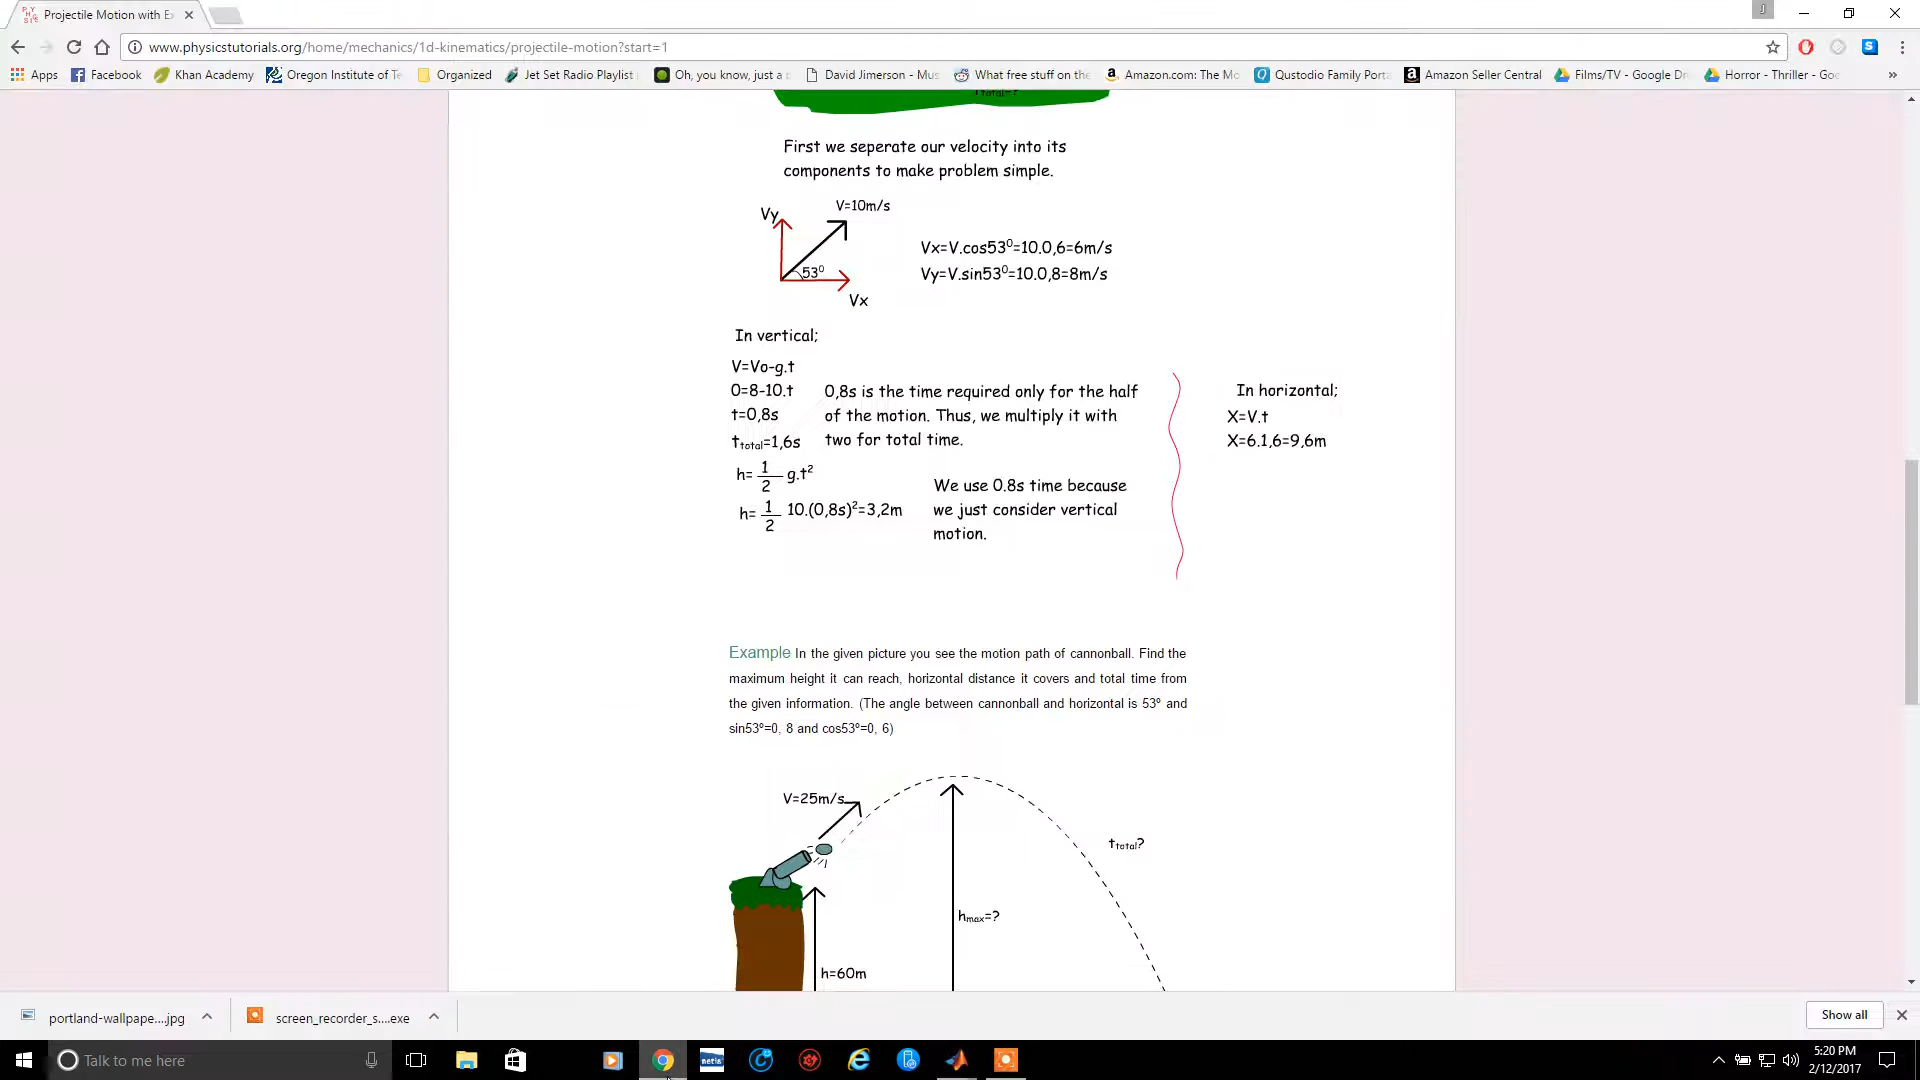 Projectile Motion with Ex
J
www.physicstutorials.org/home/mechanics/1d-kinematics/projectile-motion?start=1
Apps Facebook Khan Academy Oregon Institute of Te Organized Jet Set Radio Playlist Oh, you know, just a David Jimerson - Mus What free stuff on the Amazon.com: The Mo Qustodio Family Porta Amazon Seller Central Films/TV - Google Dr Horror - Thriller - Goo »
First we seperate our velocity into its
components to make problem simple.
V=10m/s
Vy
Vx=V.cos53⁰=10.0,6=6m/s
53⁰
Vy=V.sin53⁰=10.0,8=8m/s
Vx
In vertical;
V=Vo-g.t
0=8-10.t
t=0,8s
ttotal=1,6s
0,8s is the time required only for the half
of the motion. Thus, we multiply it with
two for total time.
In horizontal;
X=V.t
X=6.1,6=9,6m
h= 1/2 g.t²
h= 1/2 10.(0,8s)²=3,2m
We use 0.8s time because
we just consider vertical
motion.
Example In the given picture you see the motion path of cannonball. Find the
maximum height it can reach, horizontal distance it covers and total time from
the given information. (The angle between cannonball and horizontal is 53º and
sin53º=0, 8 and cos53º=0, 6)
V=25m/s
ttotal?
hmax=?
h=60m
portland-wallpape....jpg
screen_recorder_s....exe
Show all
Talk to me here
netis
5:20 PM
2/12/2017